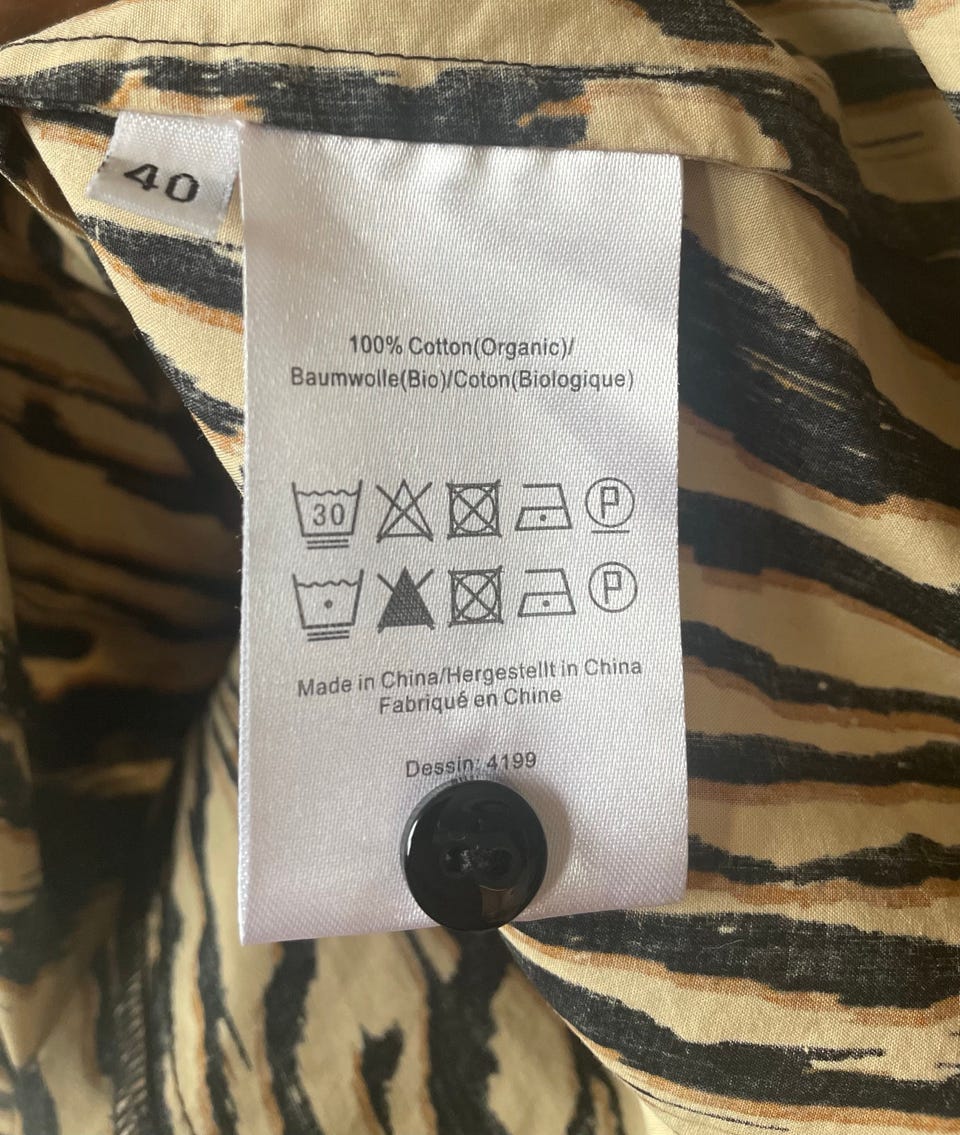 40
100% Cotton(Organic)/
Baumwolle(Bio)/Coton(Biologique)
30 P
P
Made in China/Hergestellt in China
Fabriqué en Chine
Dessin: 4199